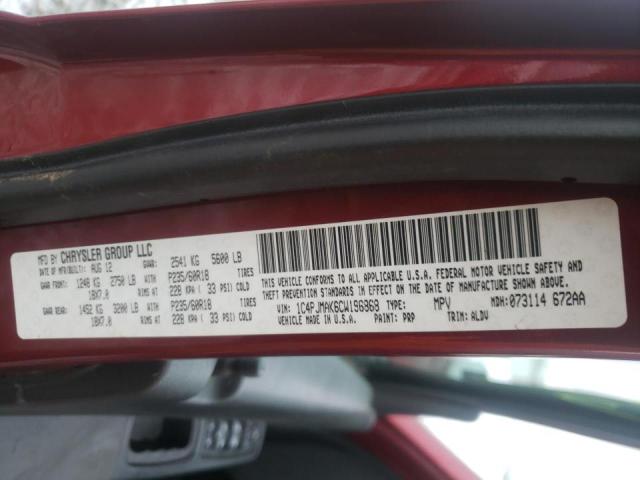 MFD BY CHRYSLER GROUP LLC
DATE OF MFR/BUILT: AUG 12 GVWR: 2541 KG 5600 LB
GAWR FRONT: 1248 KG 2750 LB WITH P235/60R18 TIRES
18X7.0 RIMS AT 228 KPA ( 33 PSI) COLD
GAWR REAR: 1452 KG 3200 LB WITH P235/60R18 TIRES
18X7.0 RIMS AT 228 KPA ( 33 PSI) COLD
THIS VEHICLE CONFORMS TO ALL APPLICABLE U.S.A. FEDERAL MOTOR VEHICLE SAFETY AND
THEFT PREVENTION STANDARDS IN EFFECT ON THE DATE OF MANUFACTURE SHOWN ABOVE.
VIN: 1C4PJMAK6CW196969 TYPE: MPV MDH: 073114 672AA
VEHICLE MADE IN U.S.A. PAINT: PRP TRIM: ALDV